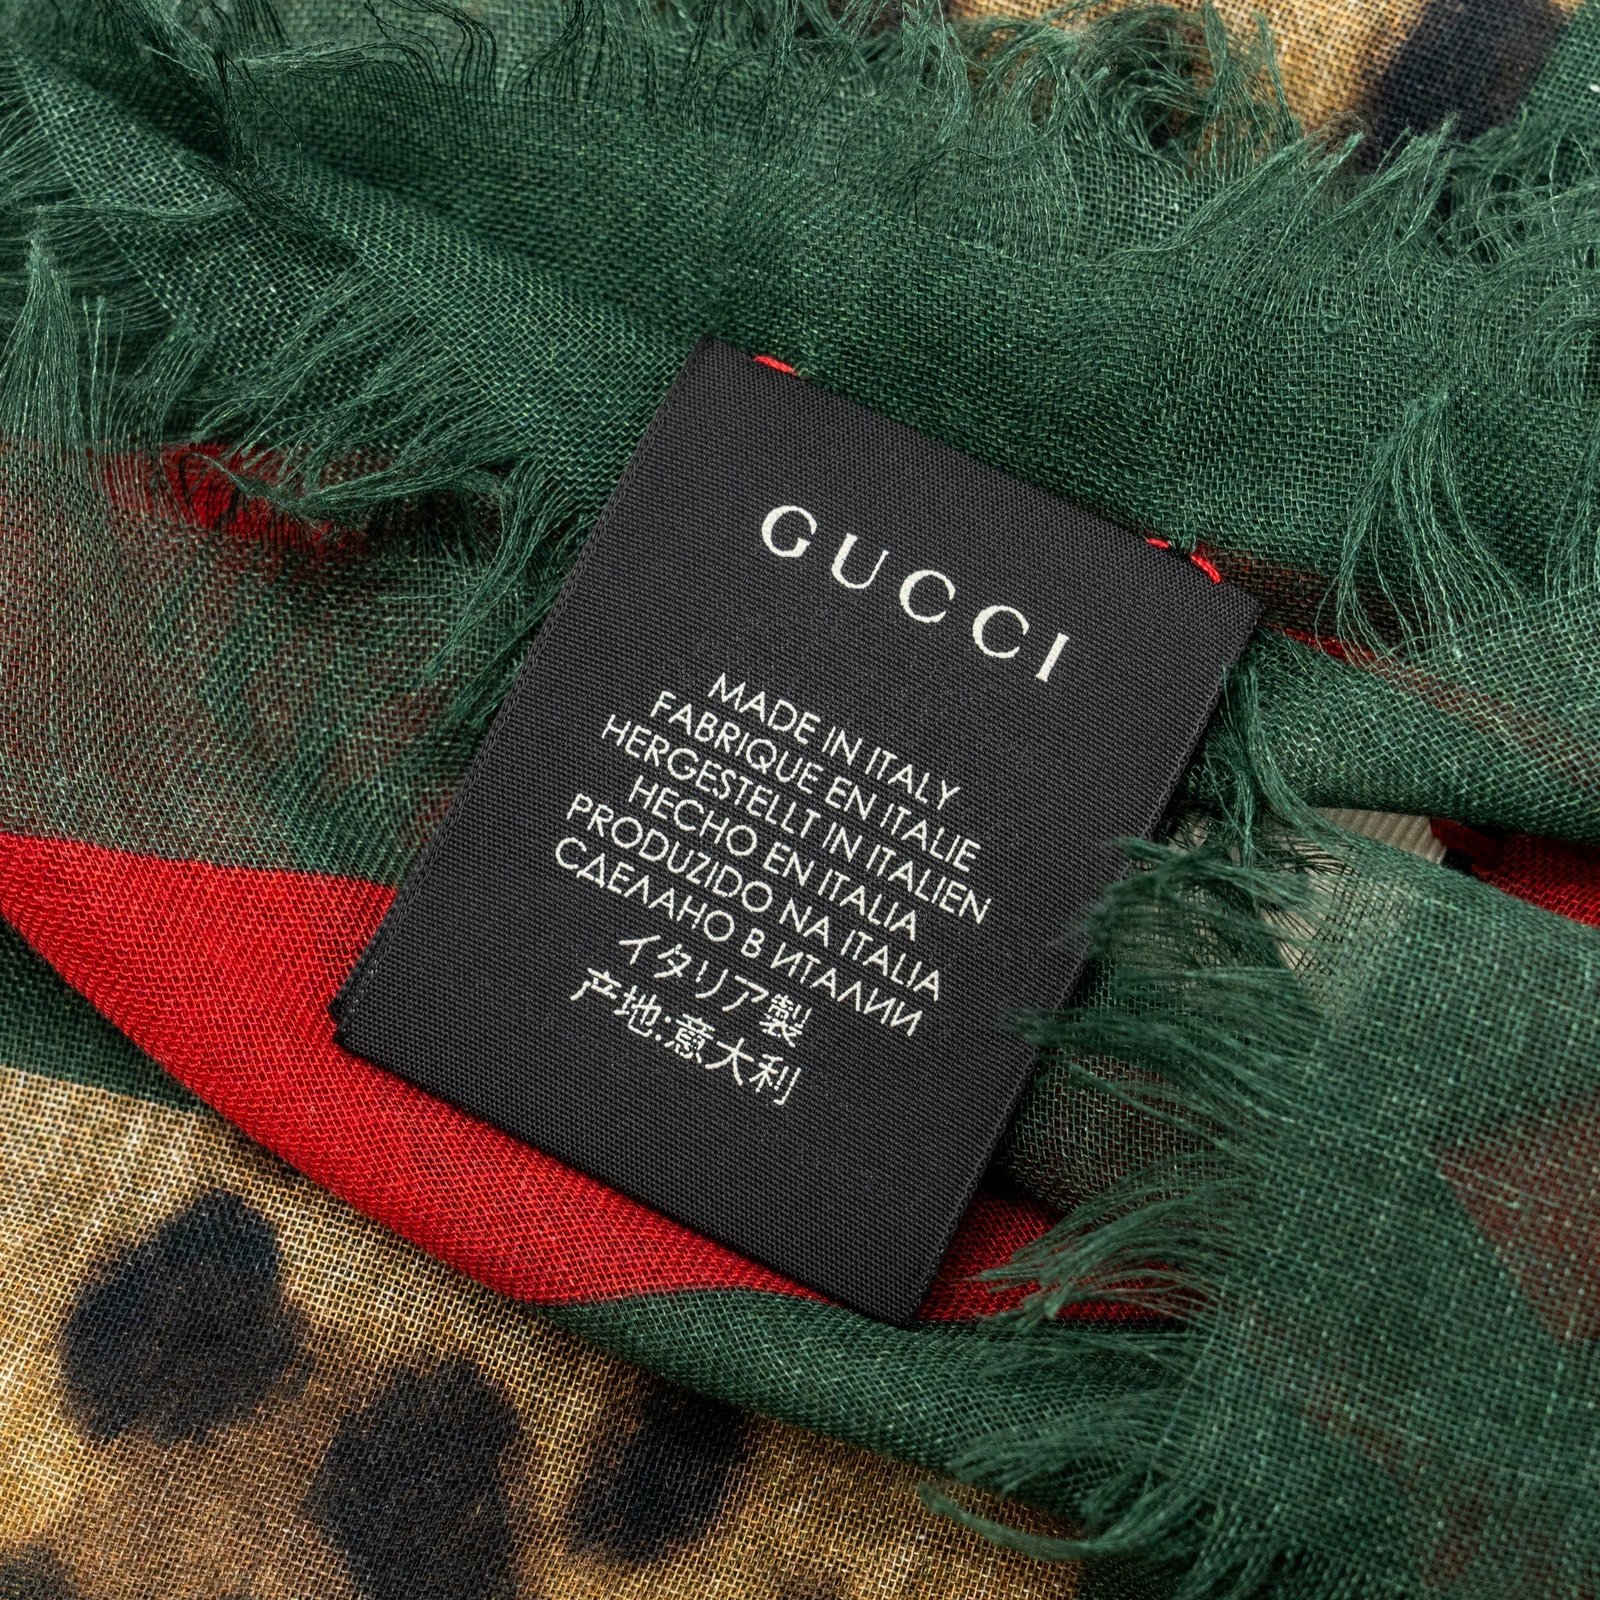 GUCCI
MADE IN ITALY
FABRIQUE EN ITALIE
HERGESTELLT IN ITALIEN
HECHO EN ITALIA
PRODUZIDO NA ITALIA
СДЕЛАНО В ИТАЛИИ
イタリア製
产地:意大利